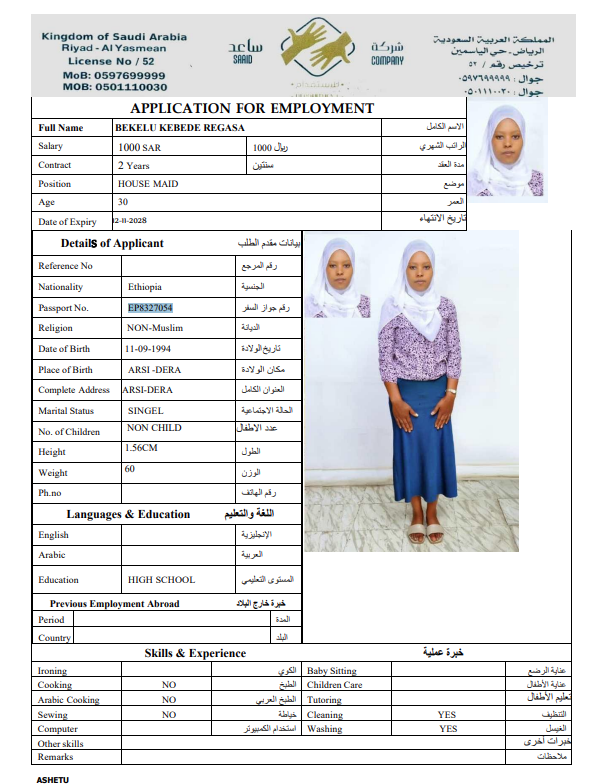 Kingdom of Saudi Arabia
Riyad - Al Yasmean
License No / 52
MoB: 0597699999
MOB: 0501110030
ساعد
SAAID
شركة
COMPANY
للاستقدام
المملكة العربية السعودية
الرياض . حي الياسمين
ترخيص رقم / ٥٢
جوال : ٠٥٩٧٦٩٩٩٩٩
جوال : ٠٥٠١١١٠٠٣٠
APPLICATION FOR EMPLOYMENT
Full Name BEKELU KEBEDE REGASA الاسم الكامل
Salary 1000 SAR 1000 ريال الراتب الشهري
Contract 2 Years سنتين مدة العقد
Position HOUSE MAID موضع
Age 30 العمر
Date of Expiry 12-11-2028 تاريخ الانتهاء
Details of Applicant بيانات مقدم الطلب
Reference No رقم المرجع
Nationality Ethiopia الجنسية
Passport No. EP8327054 رقم جواز السفر
Religion NON-Muslim الديانة
Date of Birth 11-09-1994 تاريخ الولادة
Place of Birth ARSI -DERA مكان الولادة
Complete Address ARSI-DERA العنوان الكامل
Marital Status SINGEL الحالة الاجتماعية
No. of Children NON CHILD عدد الاطفال
Height 1.56CM الطول
Weight 60 الوزن
Ph.no رقم الهاتف
Languages & Education اللغة والتعليم
English الإنجليزية
Arabic العربية
Education HIGH SCHOOL المستوى التعليمي
Previous Employment Abroad خبرة خارج البلاد
Period المدة
Country البلد
Skills & Experience خبرة عملية
Ironing الكوي Baby Sitting عناية الرضع
Cooking NO الطبخ Children Care عناية الأطفال
Arabic Cooking NO الطبخ العربي Tutoring تعليم الأطفال
Sewing NO خياطة Cleaning YES التنظيف
Computer استخدام الكمبيوتر Washing YES الغسيل
Other skills خبرات أخرى
Remarks ملاحظات
ASHETU